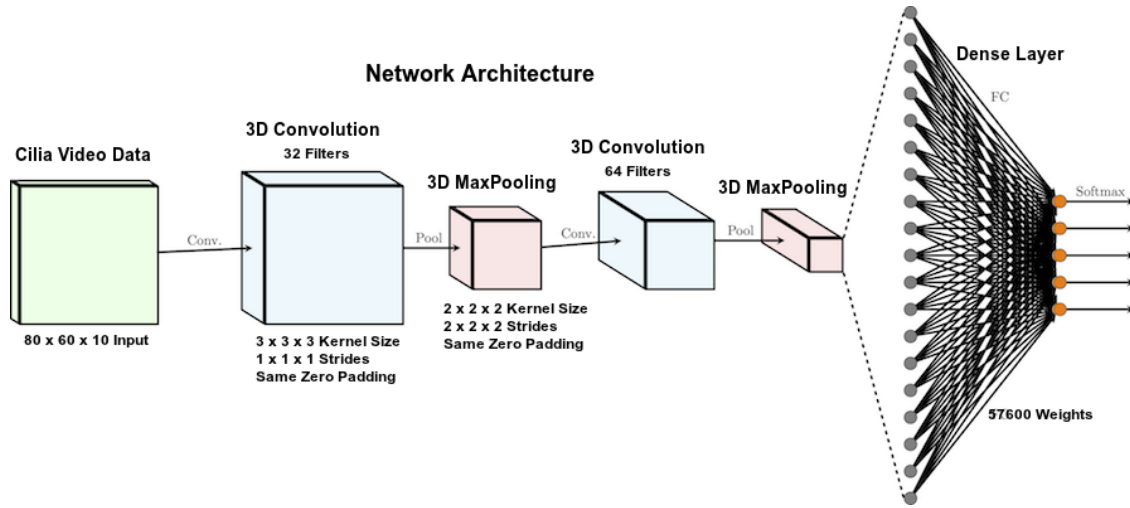 Network Architecture
Cilia Video Data
80 x 60 x 10 Input
Conv.
3D Convolution
32 Filters
3 x 3 x 3 Kernel Size
1 x 1 x 1 Strides
Same Zero Padding
Pool
3D MaxPooling
2 x 2 x 2 Kernel Size
2 x 2 x 2 Strides
Same Zero Padding
Conv.
3D Convolution
64 Filters
Pool
3D MaxPooling
Dense Layer
FC
57600 Weights
Softmax